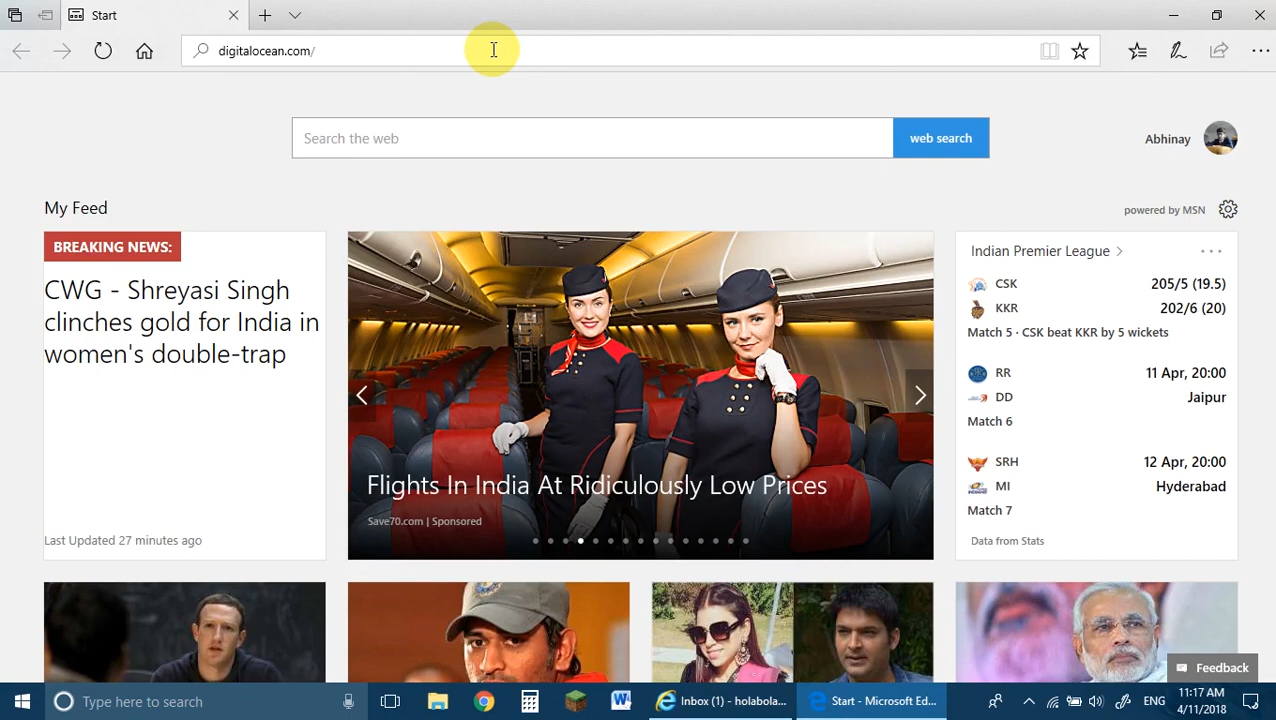 Start
digitalocean.com/
Search the web
web search
Abhinay
My Feed
powered by MSN
BREAKING NEWS:
CWG - Shreyasi Singh
clinches gold for India in
women's double-trap
Last Updated 27 minutes ago
Flights In India At Ridiculously Low Prices
Save70.com | Sponsored
Indian Premier League
CSK 205/5 (19.5)
KKR 202/6 (20)
Match 5 · CSK beat KKR by 5 wickets
RR 11 Apr, 20:00
DD Jaipur
Match 6
SRH 12 Apr, 20:00
MI Hyderabad
Match 7
Data from Stats
Feedback
Type here to search
Inbox (1) - holabola...
Start - Microsoft Ed...
ENG
11:17 AM
4/11/2018